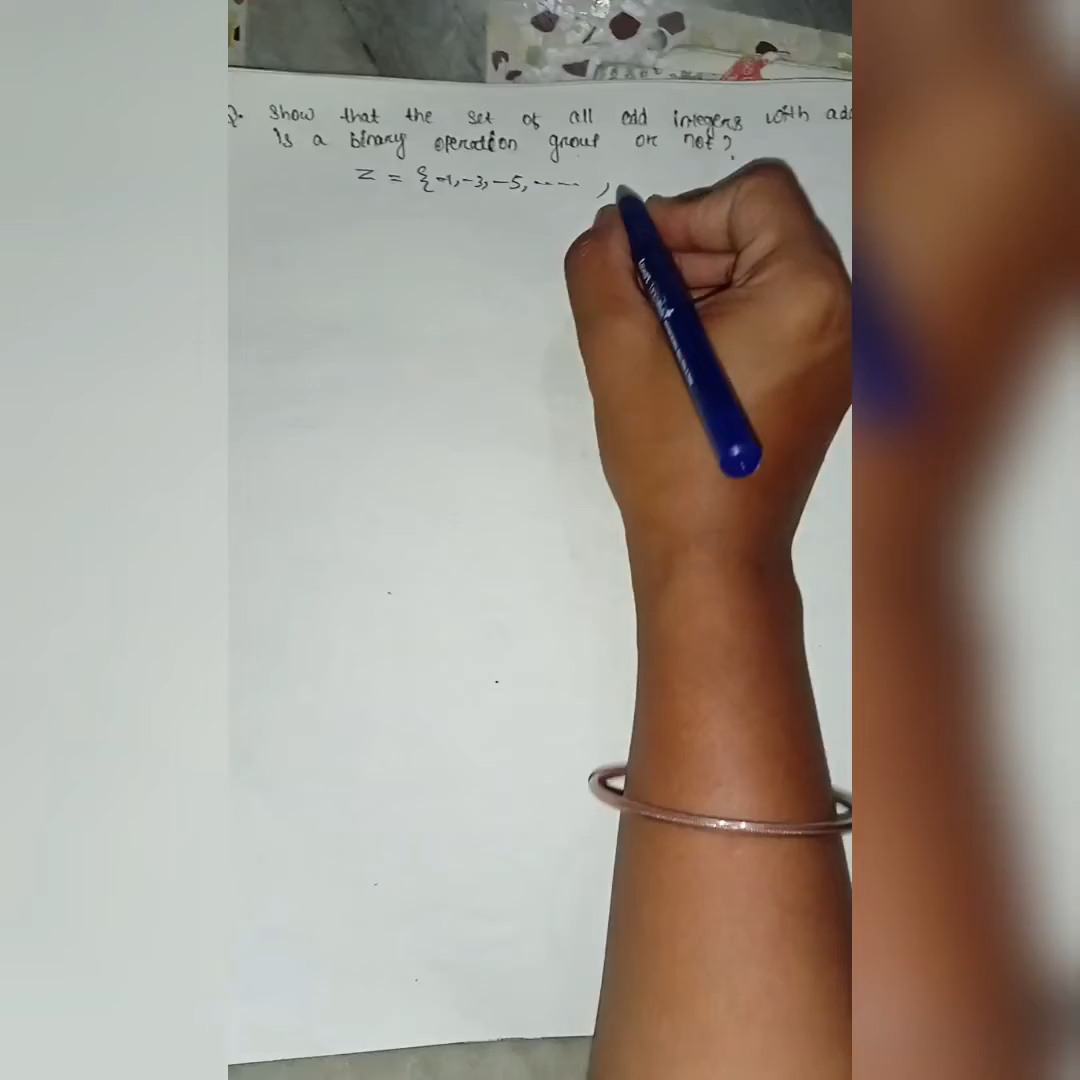 Q. Show that the set of all odd integers with add
is a binary operation group or not?
Z = {-1, -3, -5, ..... ,